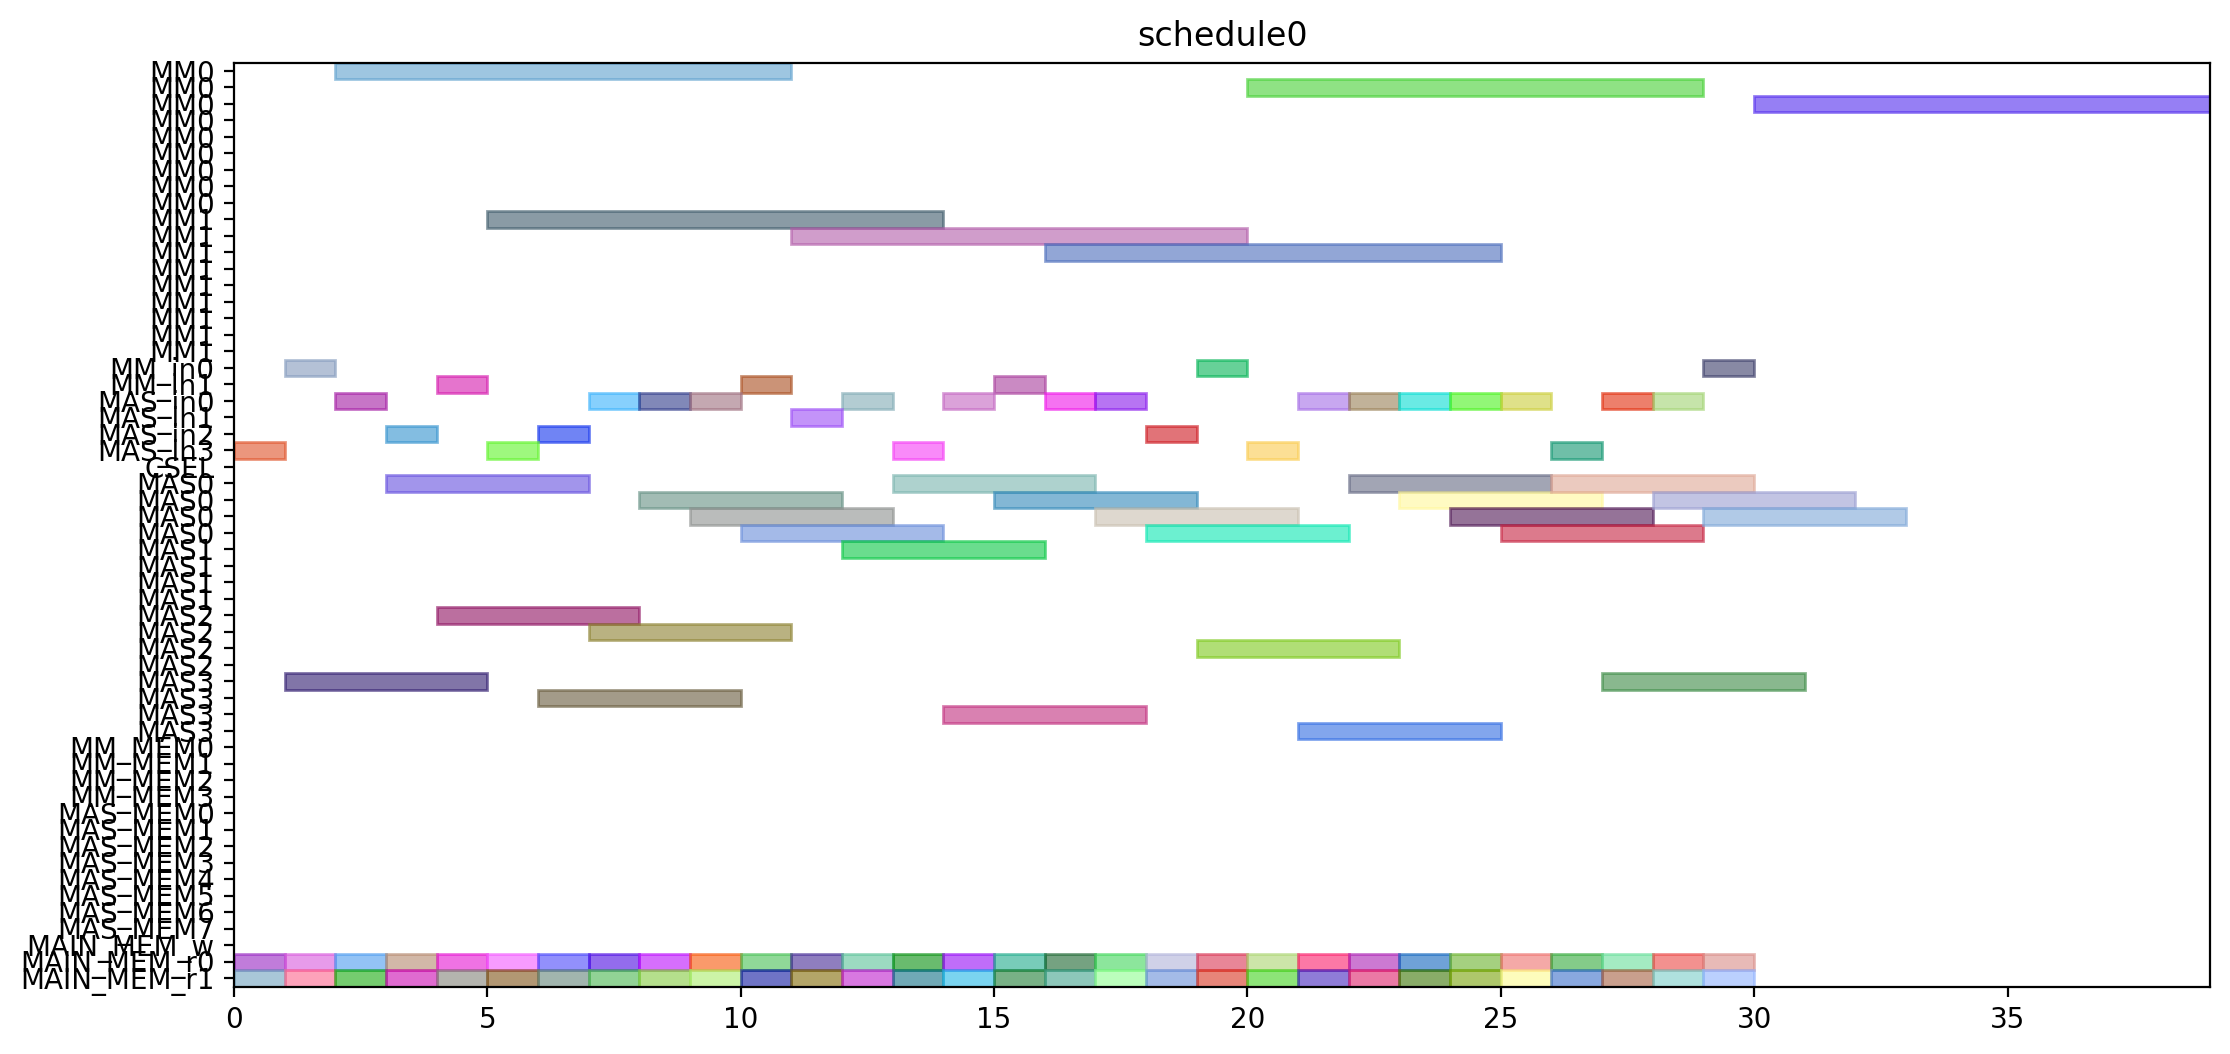 schedule0
MM0
MM0
MM0
MM0
MM0
MM0
MM0
MM0
MM0
MM1
MM1
MM1
MM1
MM1
MM1
MM1
MM1
MM1
MM_in0
MM_in1
MAS_in0
MAS_in1
MAS_in2
MAS_in3
CSEL
MAS0
MAS0
MAS0
MAS0
MAS1
MAS1
MAS1
MAS1
MAS2
MAS2
MAS2
MAS2
MAS3
MAS3
MAS3
MAS3
MM_MEM0
MM_MEM1
MM_MEM2
MM_MEM3
MAS_MEM0
MAS_MEM1
MAS_MEM2
MAS_MEM3
MAS_MEM4
MAS_MEM5
MAS_MEM6
MAS_MEM7
MAIN_MEM_w
MAIN_MEM_r0
MAIN_MEM_r1
0 5 10 15 20 25 30 35